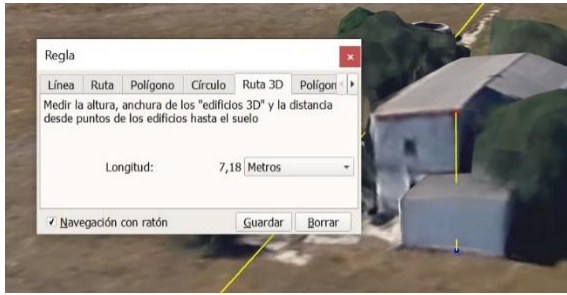 Regla
Línea Ruta Polígono Círculo Ruta 3D Polígon
Medir la altura, anchura de los "edificios 3D" y la distancia
desde puntos de los edificios hasta el suelo
Longitud: 7,18 Metros
Navegación con ratón Guardar Borrar